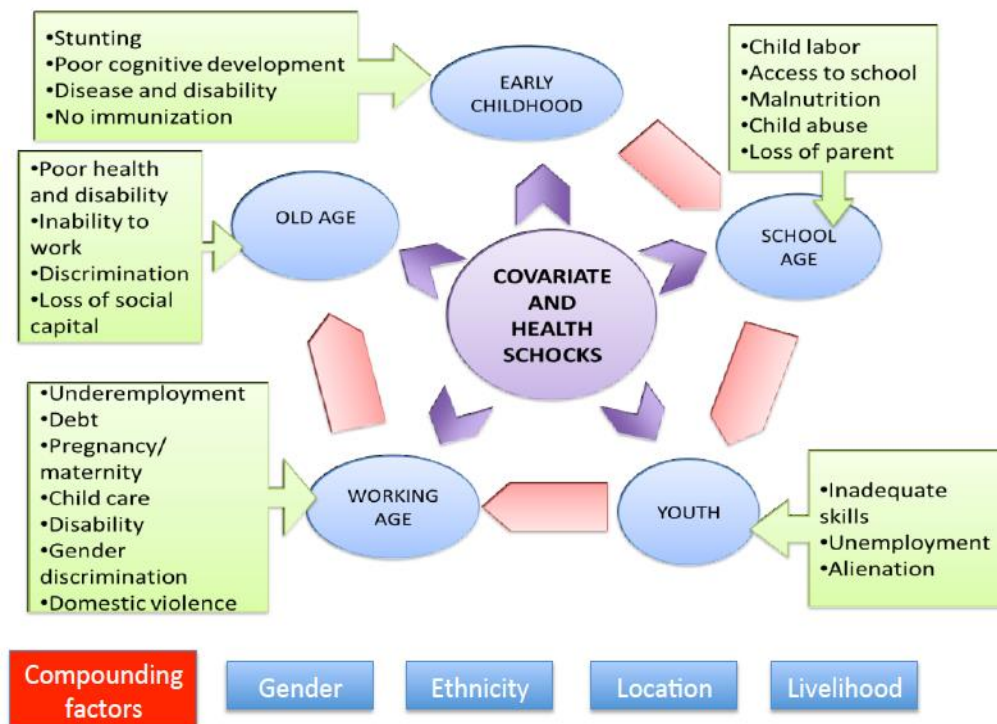 •Stunting
•Poor cognitive development
•Disease and disability
•No immunization
EARLY
CHILDHOOD
•Child labor
•Access to school
•Malnutrition
•Child abuse
•Loss of parent
•Poor health
and disability
•Inability to
work
•Discrimination
•Loss of social
capital
OLD AGE
SCHOOL
AGE
COVARIATE
AND
HEALTH
SCHOCKS
•Underemployment
•Debt
•Pregnancy/
maternity
•Child care
•Disability
•Gender
discrimination
•Domestic violence
WORKING
AGE
YOUTH
•Inadequate
skills
•Unemployment
•Alienation
Compounding
factors
Gender
Ethnicity
Location
Livelihood